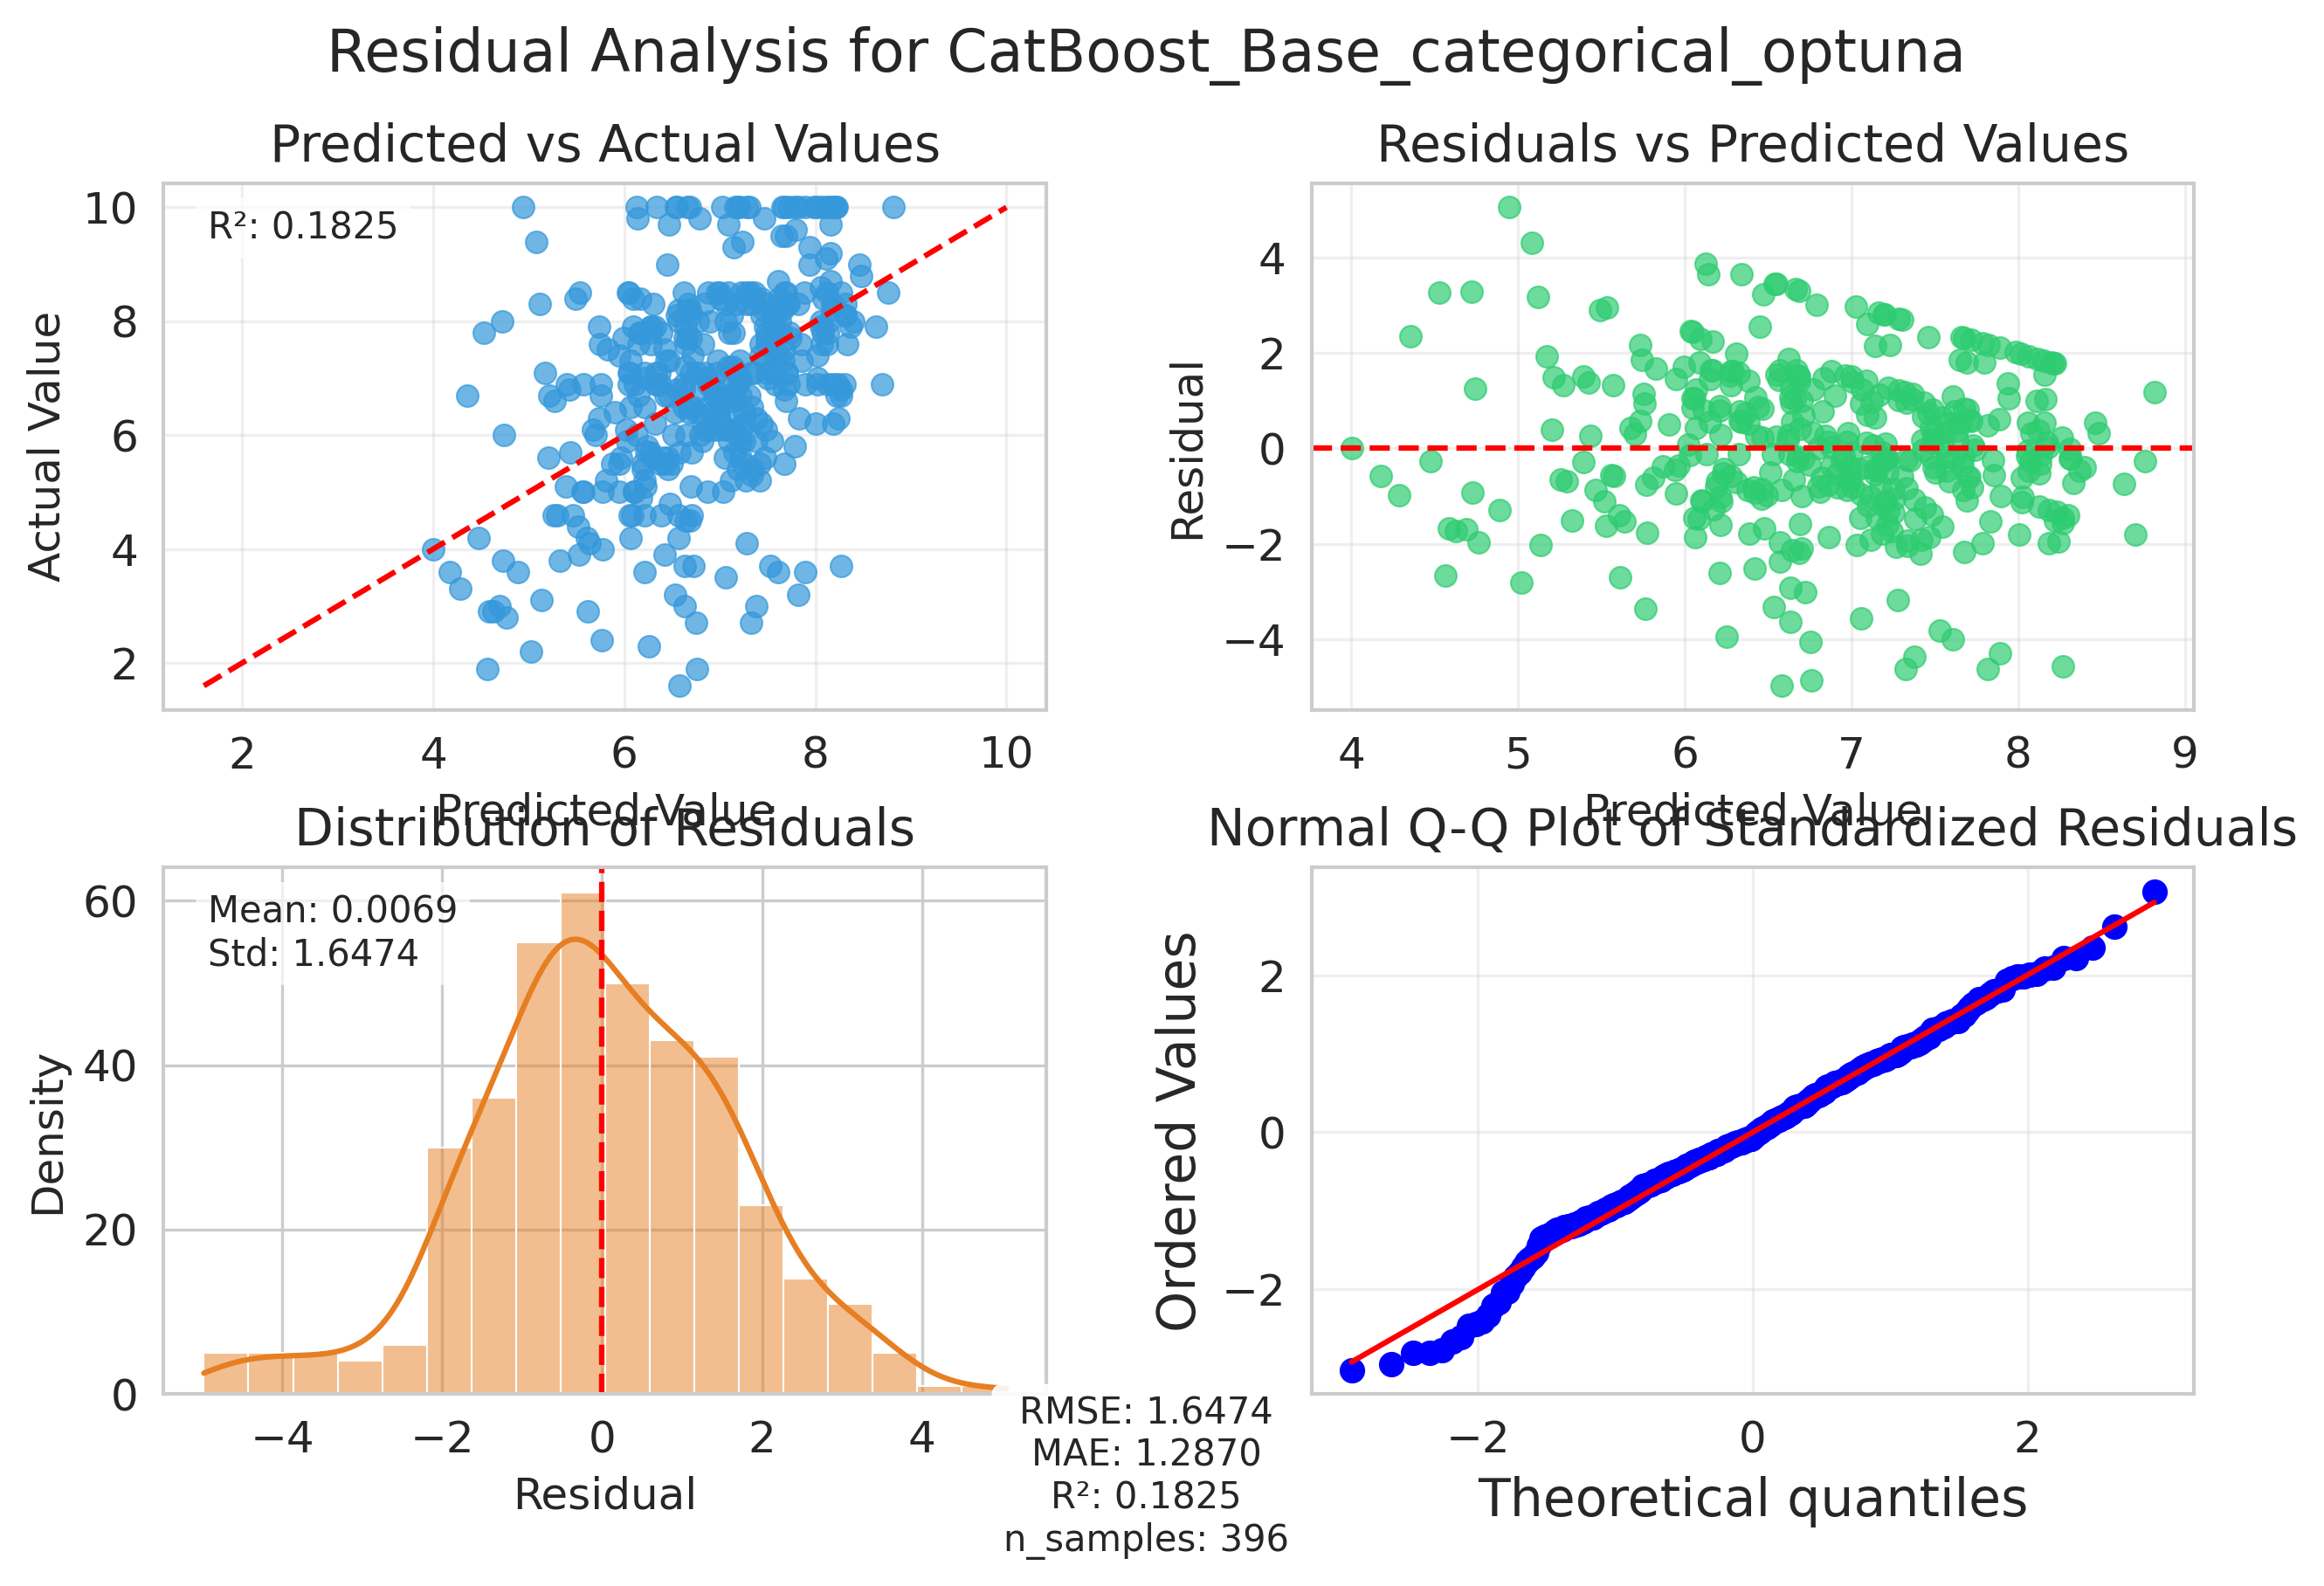 Residual Analysis for CatBoost_Base_categorical_optuna
Predicted vs Actual Values
R²: 0.1825
Actual Value
10
8
6
4
2
2
4
6
8
10
Predicted Value
Residuals vs Predicted Values
Residual
4
2
0
−2
−4
4
5
6
7
8
9
Predicted Value
Distribution of Residuals
Mean: 0.0069
Std: 1.6474
Density
60
40
20
0
−4
−2
0
2
4
Residual
Normal Q-Q Plot of Standardized Residuals
Ordered Values
2
0
−2
−2
0
2
Theoretical quantiles
RMSE: 1.6474
MAE: 1.2870
R²: 0.1825
n_samples: 396